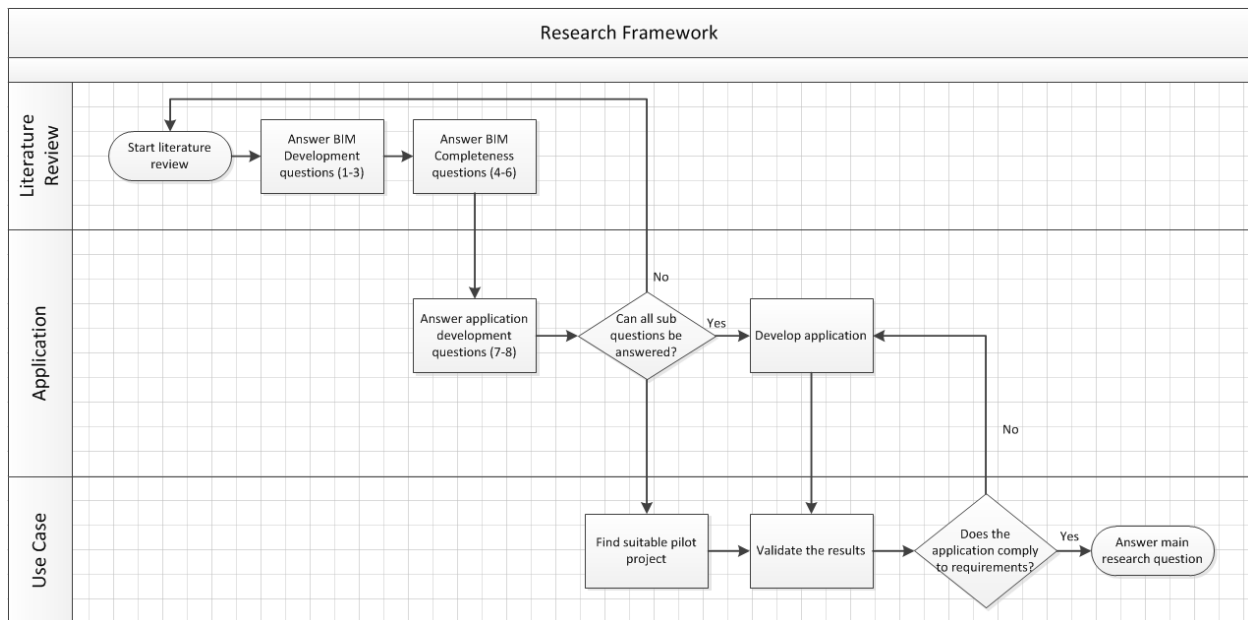 Research Framework
Literature
Review
Start literature
review
Answer BIM
Development
questions (1-3)
Answer BIM
Completeness
questions (4-6)
Application
No
Answer application
development
questions (7-8)
Can all sub
questions be
answered?
Yes
Develop application
No
Use Case
Find suitable pilot
project
Validate the results
Does the
application comply
to requirements?
Yes
Answer main
research question